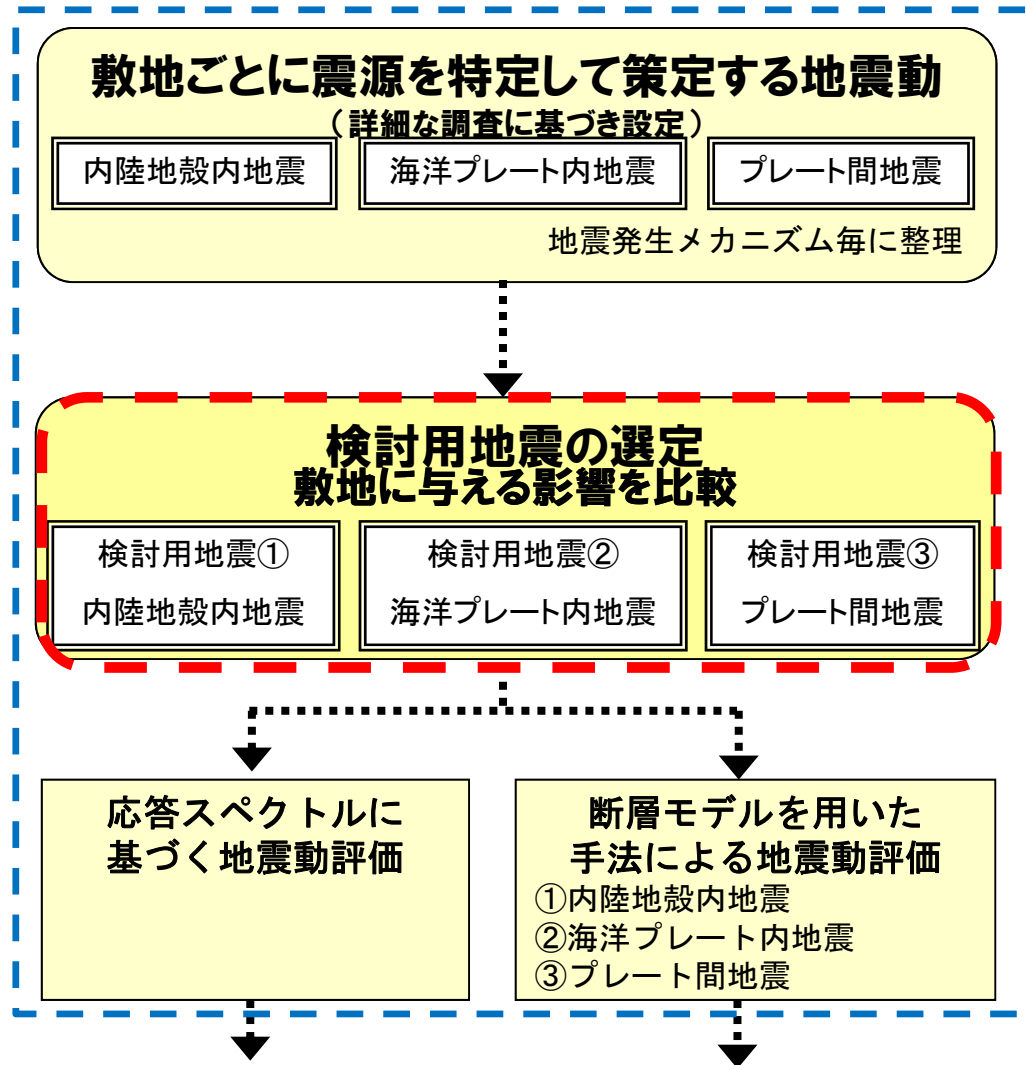 敷地ごとに震源を特定して策定する地震動
（詳細な調査に基づき設定）
内陸地殻内地震
海洋プレート内地震
プレート間地震
地震発生メカニズム毎に整理
検討用地震の選定
敷地に与える影響を比較
検討用地震①
内陸地殻内地震
検討用地震②
海洋プレート内地震
検討用地震③
プレート間地震
応答スペクトルに
基づく地震動評価
断層モデルを用いた
手法による地震動評価
①内陸地殻内地震
②海洋プレート内地震
③プレート間地震